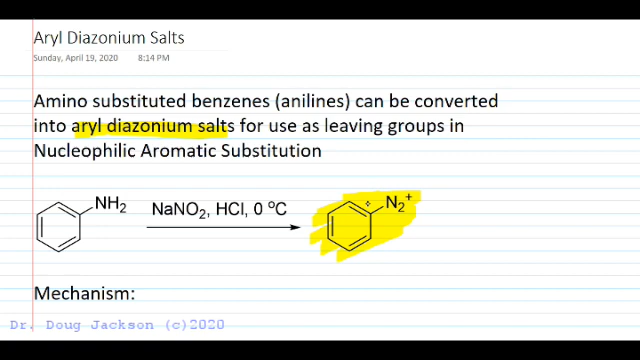 Aryl Diazonium Salts
Sunday, April 19, 2020 8:14 PM
Amino substituted benzenes (anilines) can be converted
into aryl diazonium salts for use as leaving groups in
Nucleophilic Aromatic Substitution
NH₂ NaNO₂, HCl, 0 ⁰C N₂⁺
Mechanism:
Dr. Doug Jackson (c)2020